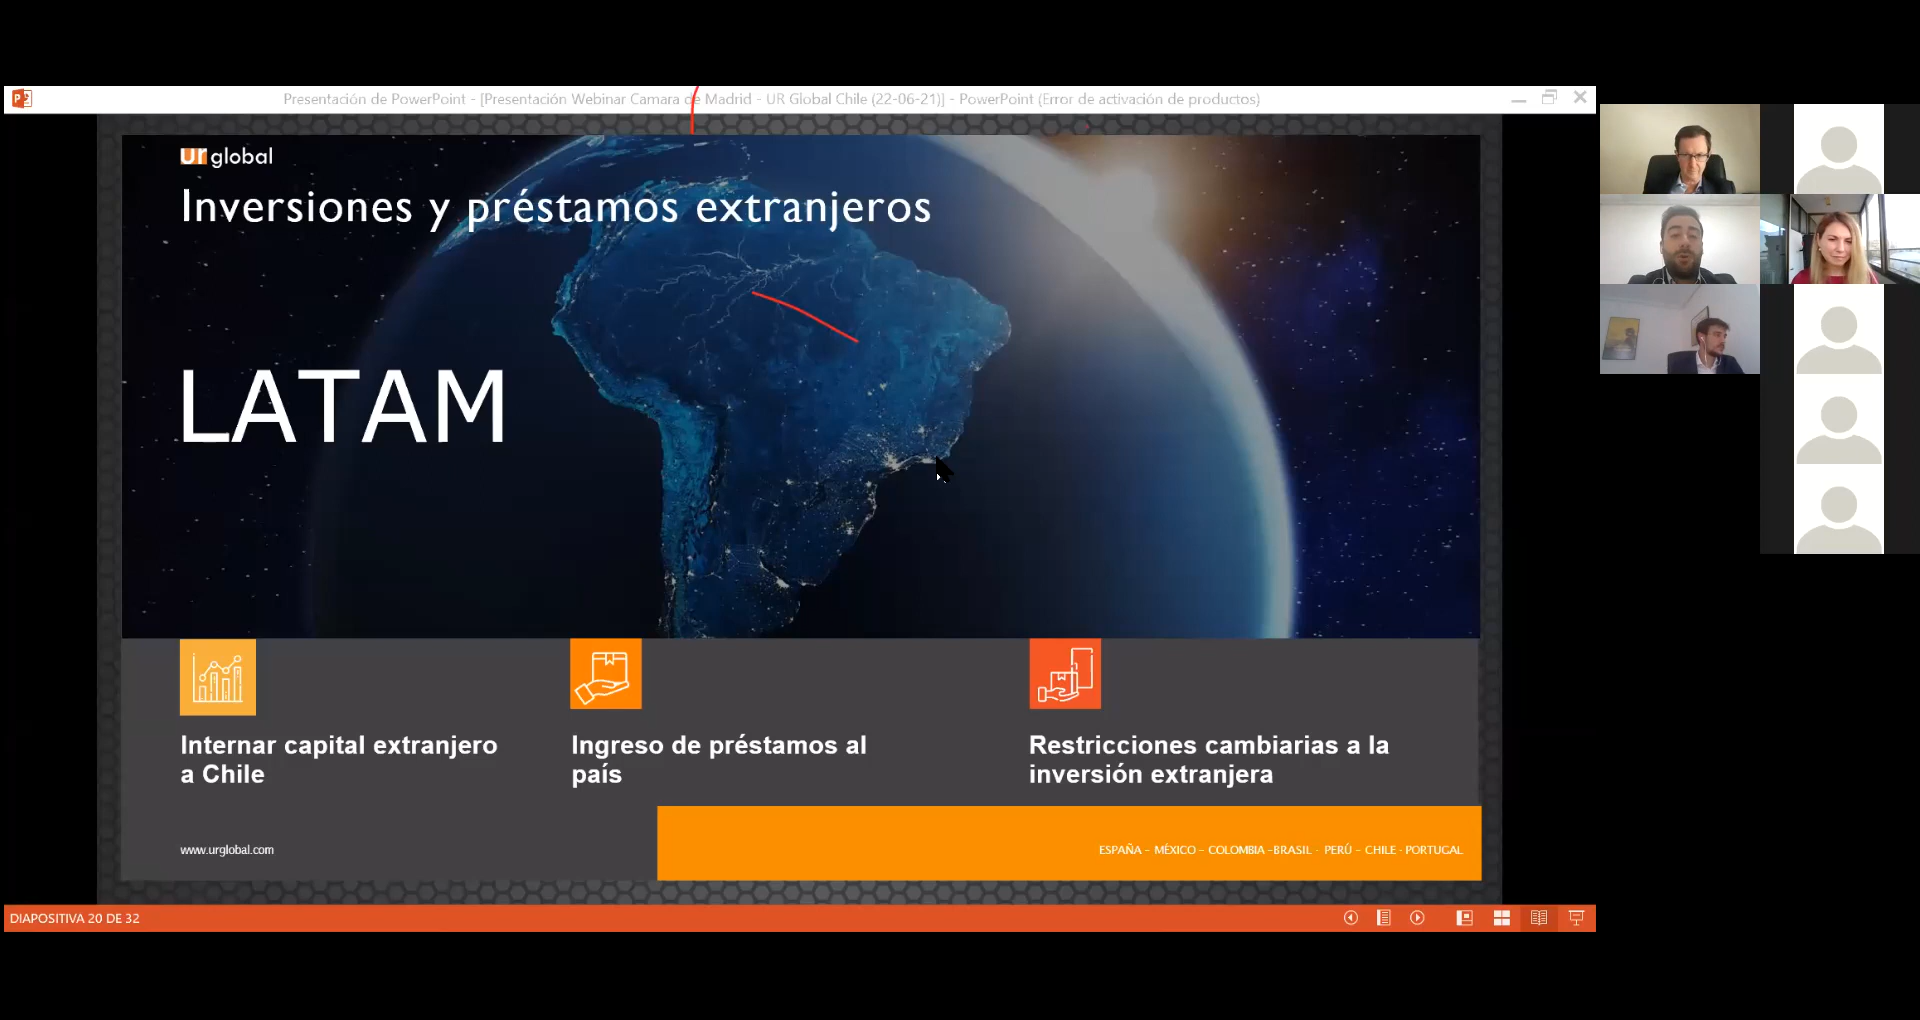 Presentación de PowerPoint - [Presentación Webinar Camara de Madrid - UR Global Chile (22-06-21)] - PowerPoint (Error de activación de productos)
ur global
Inversiones y préstamos extranjeros
LATAM
Internar capital extranjero
a Chile
Ingreso de préstamos al
país
Restricciones cambiarias a la
inversión extranjera
www.urglobal.com
ESPAÑA - MÉXICO - COLOMBIA -BRASIL - PERÚ - CHILE - PORTUGAL
DIAPOSITIVA 20 DE 32